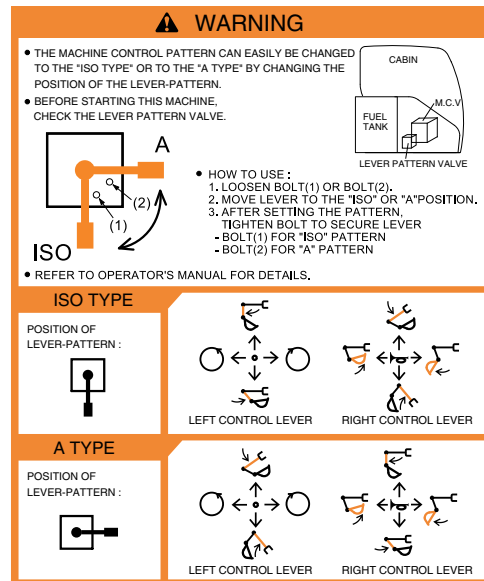 WARNING
• THE MACHINE CONTROL PATTERN CAN EASILY BE CHANGED
TO THE "ISO TYPE" OR TO THE "A TYPE" BY CHANGING THE
POSITION OF THE LEVER-PATTERN.
• BEFORE STARTING THIS MACHINE,
CHECK THE LEVER PATTERN VALVE.
CABIN
M.C.V
FUEL
TANK
LEVER PATTERN VALVE
A
(2)
(1)
ISO
• HOW TO USE :
1. LOOSEN BOLT(1) OR BOLT(2).
2. MOVE LEVER TO THE "ISO" OR "A"POSITION.
3. AFTER SETTING THE PATTERN,
TIGHTEN BOLT TO SECURE LEVER
- BOLT(1) FOR "ISO" PATTERN
- BOLT(2) FOR "A" PATTERN
• REFER TO OPERATOR'S MANUAL FOR DETAILS.
ISO TYPE
POSITION OF
LEVER-PATTERN :
LEFT CONTROL LEVER
RIGHT CONTROL LEVER
A TYPE
POSITION OF
LEVER-PATTERN :
LEFT CONTROL LEVER
RIGHT CONTROL LEVER